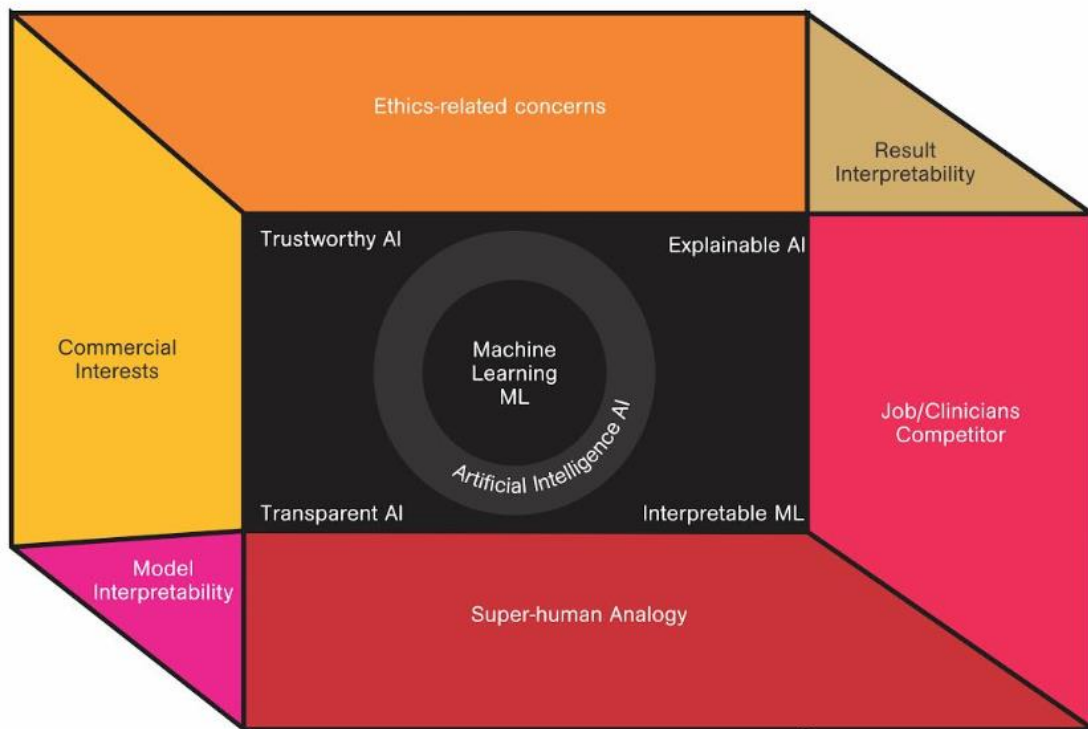 Ethics-related concerns
Result
Interpretability
Trustworthy AI
Explainable AI
Commercial
Interests
Machine
Learning
ML
Artificial Intelligence AI
Job/Clinicians
Competitor
Transparent AI
Interpretable ML
Model
Interpretability
Super-human Analogy